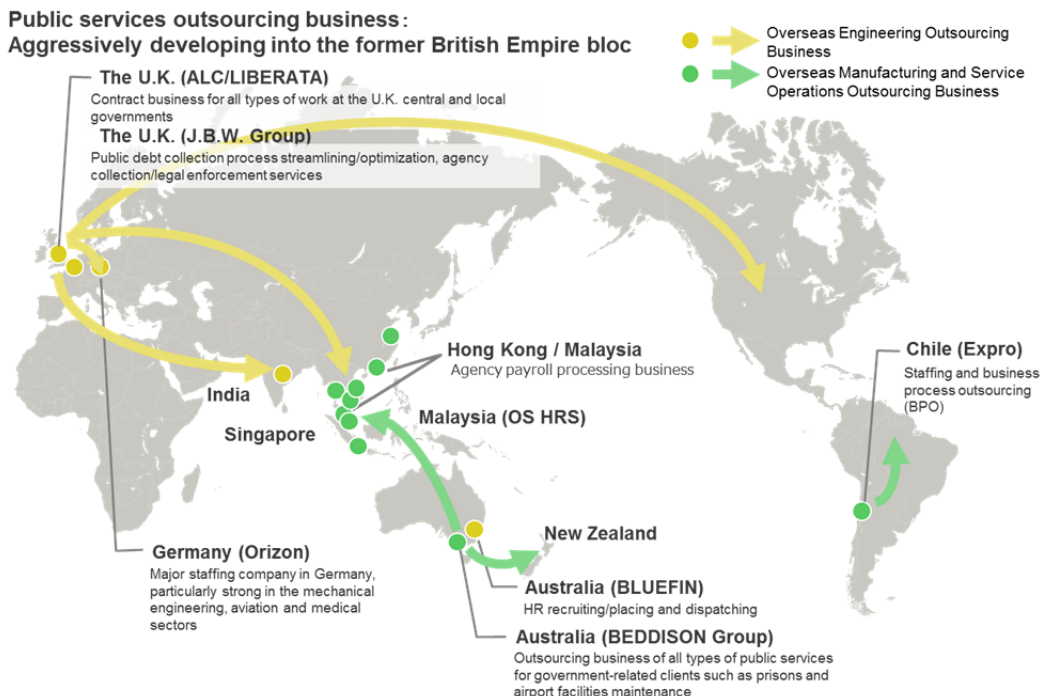 Public services outsourcing business:
Aggressively developing into the former British Empire bloc
Overseas Engineering Outsourcing
Business
Overseas Manufacturing and Service
Operations Outsourcing Business
The U.K. (ALC/LIBERATA)
Contract business for all types of work at the U.K. central and local
governments
The U.K. (J.B.W. Group)
Public debt collection process streamlining/optimization, agency
collection/legal enforcement services
Hong Kong / Malaysia
Agency payroll processing business
Chile (Expro)
Staffing and business
process outsourcing
(BPO)
India
Malaysia (OS HRS)
Singapore
New Zealand
Germany (Orizon)
Major staffing company in Germany,
particularly strong in the mechanical
engineering, aviation and medical
sectors
Australia (BLUEFIN)
HR recruiting/placing and dispatching
Australia (BEDDISON Group)
Outsourcing business of all types of public services
for government-related clients such as prisons and
airport facilities maintenance